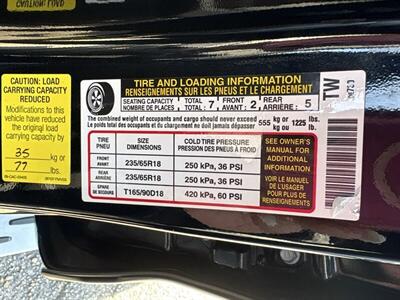 CAUTION: LOAD
CARRYING CAPACITY
REDUCED
Modifications to this
vehicle have reduced
the original load
carrying capacity by
35 kg or
77 lbs.
TIRE AND LOADING INFORMATION
RENSEIGNEMENTS SUR LES PNEUS ET LE CHARGEMENT
SEATING CAPACITY
NOMBRE DE PLACES
TOTAL : 7
FRONT
AVANT : 2
REAR
ARRIÈRE : 5
The combined weight of occupants and cargo should never exceed
Le poids total des occupants et du chargement ne doit jamais dépasser
555 kg or ou 1225 lbs. lb.
TIRE
PNEU
SIZE
DIMENSIONS
COLD TIRE PRESSURE
PRESSION DES PNEUS À FROID
FRONT
AVANT
235/65R18
250 kPa, 36 PSI
REAR
ARRIÈRE
235/65R18
250 kPa, 36 PSI
SPARE
DE SECOURS
T165/90D18
420 kPa, 60 PSI
SEE OWNER'S
MANUAL FOR
ADDITIONAL
INFORMATION
VOIR LE MANUEL
DE L'USAGER
POUR PLUS DE
RENSEIGNEMENTS
TW